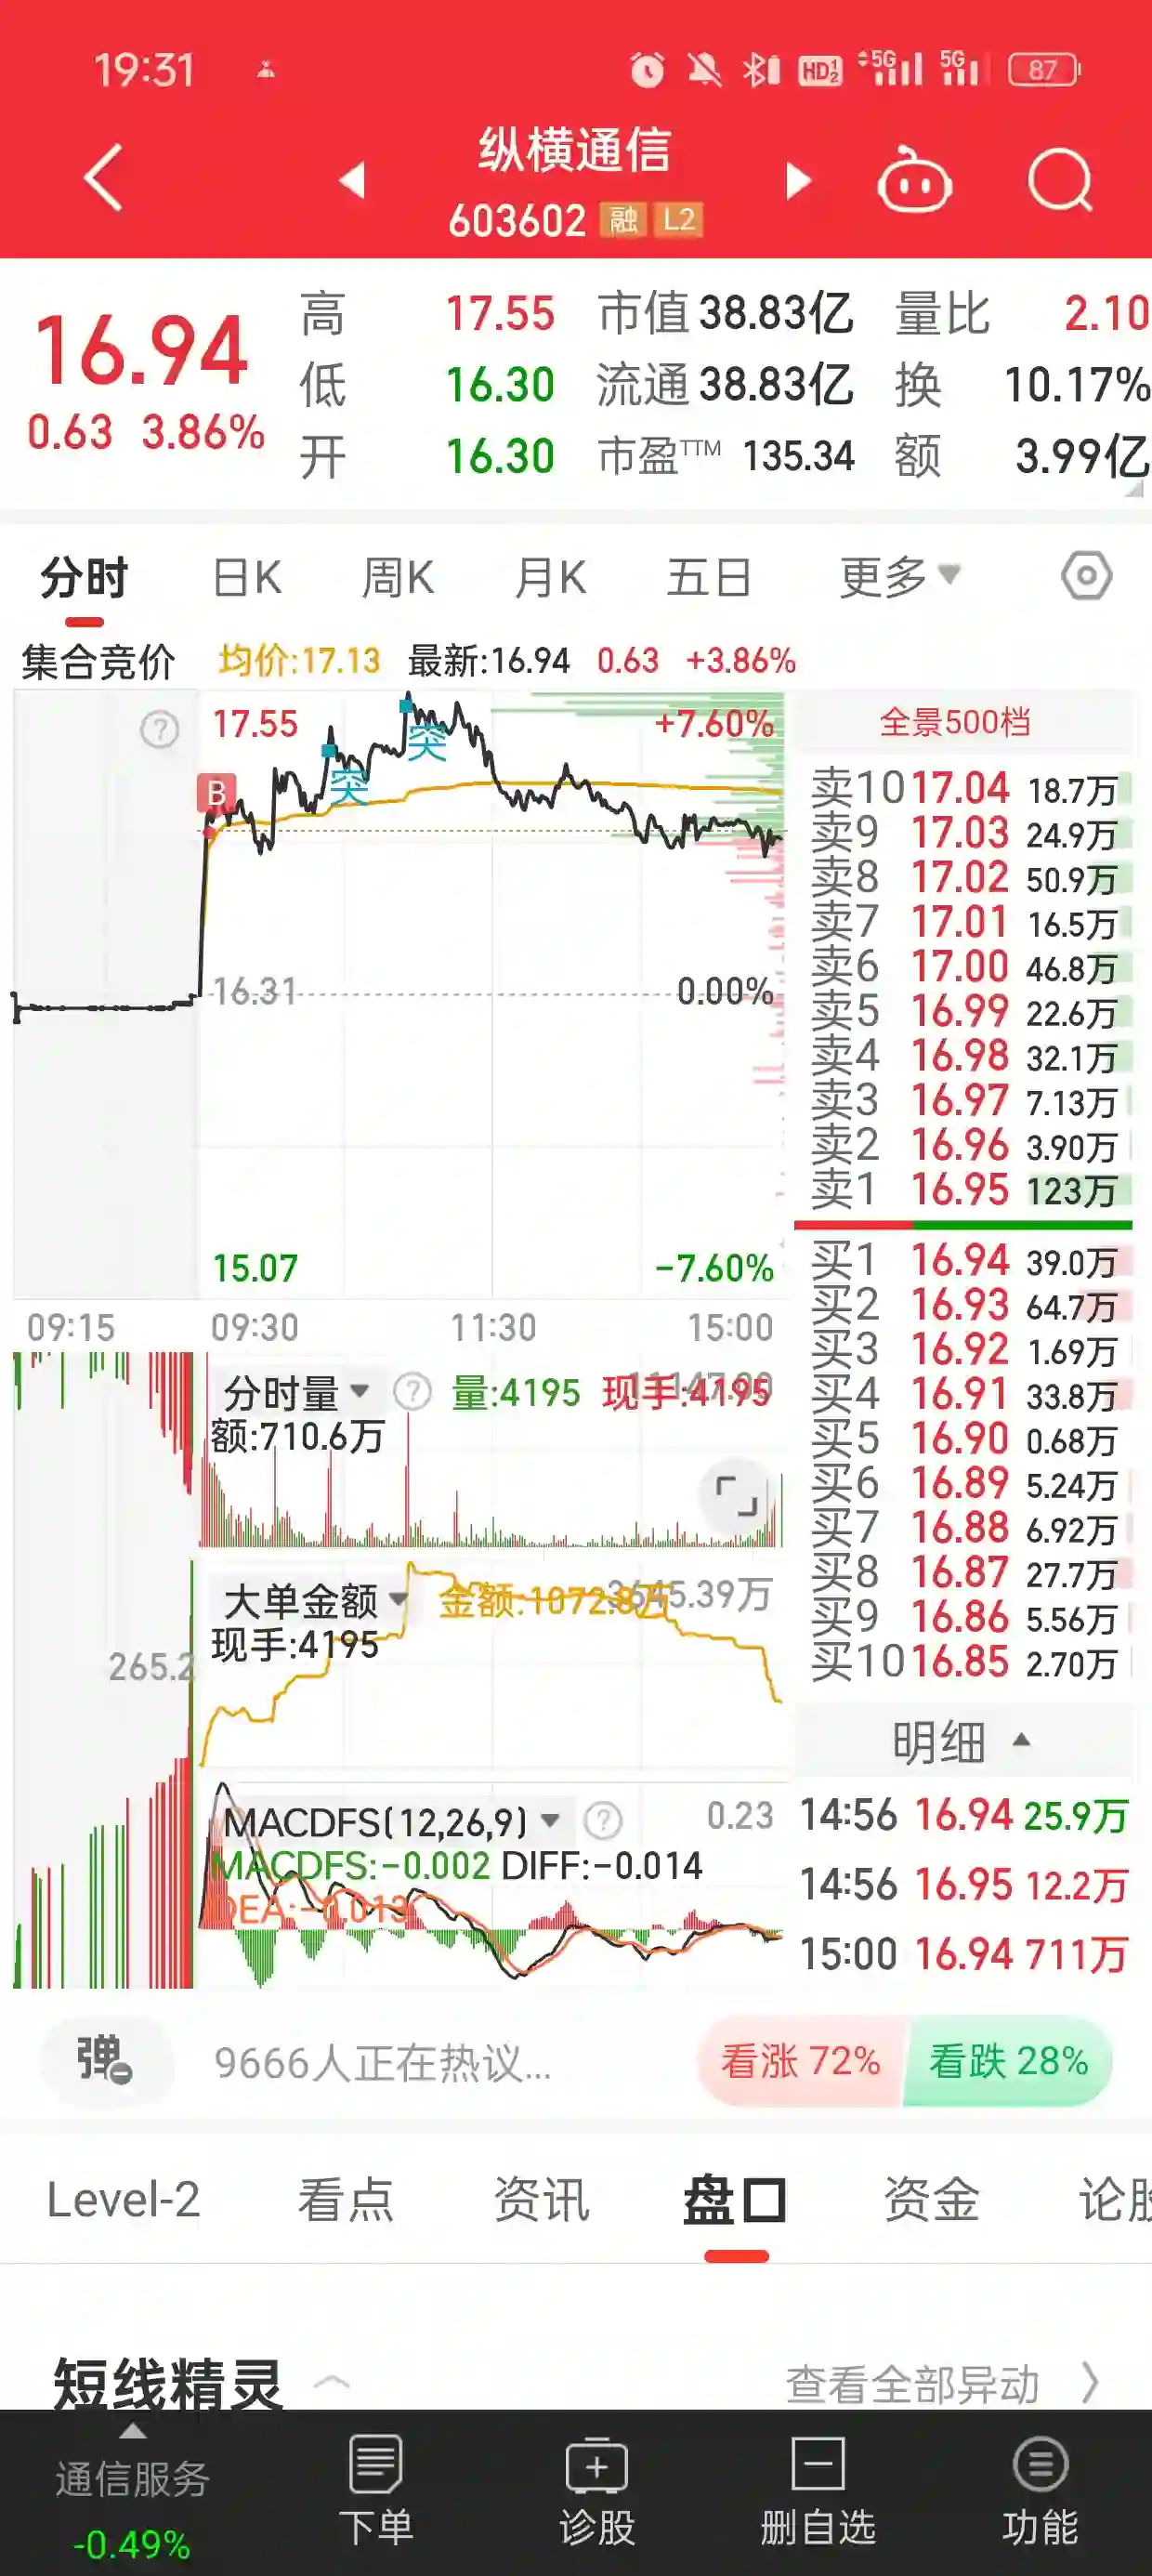 19:31 HD 1 2 5G 5G 87
纵横通信
603602 融 L2
16.94
0.63 3.86%
高 17.55 市值 38.83亿 量比 2.10
低 16.30 流通 38.83亿 换 10.17%
开 16.30 市盈TTM 135.34 额 3.99亿
分时 日K 周K 月K 五日 更多
集合竞价 均价:17.13 最新:16.94 0.63 +3.86%
17.55 +7.60%
突
突
B
16.31 0.00%
15.07 -7.60%
09:15 09:30 11:30 15:00
全景500档
卖10 17.04 18.7万
卖9 17.03 24.9万
卖8 17.02 50.9万
卖7 17.01 16.5万
卖6 17.00 46.8万
卖5 16.99 22.6万
卖4 16.98 32.1万
卖3 16.97 7.13万
卖2 16.96 3.90万
卖1 16.95 123万
买1 16.94 39.0万
买2 16.93 64.7万
买3 16.92 1.69万
买4 16.91 33.8万
买5 16.90 0.68万
买6 16.89 5.24万
买7 16.88 6.92万
买8 16.87 27.7万
买9 16.86 5.56万
买10 16.85 2.70万
分时量 ? 量:4195 现手:4195
额:710.6万
大单金额 金额:1072.8万
现手:4195
265.2
MACDFS(12,26,9) ? 0.23
MACDFS:-0.002 DIFF:-0.014
DEA:-0.013
明细
14:56 16.94 25.9万
14:56 16.95 12.2万
15:00 16.94 711万
弹 9666人正在热议... 看涨 72% 看跌 28%
Level-2 看点 资讯 盘口 资金 论股
短线精灵 查看全部异动
通信服务
-0.49%
下单 诊股 删自选 功能